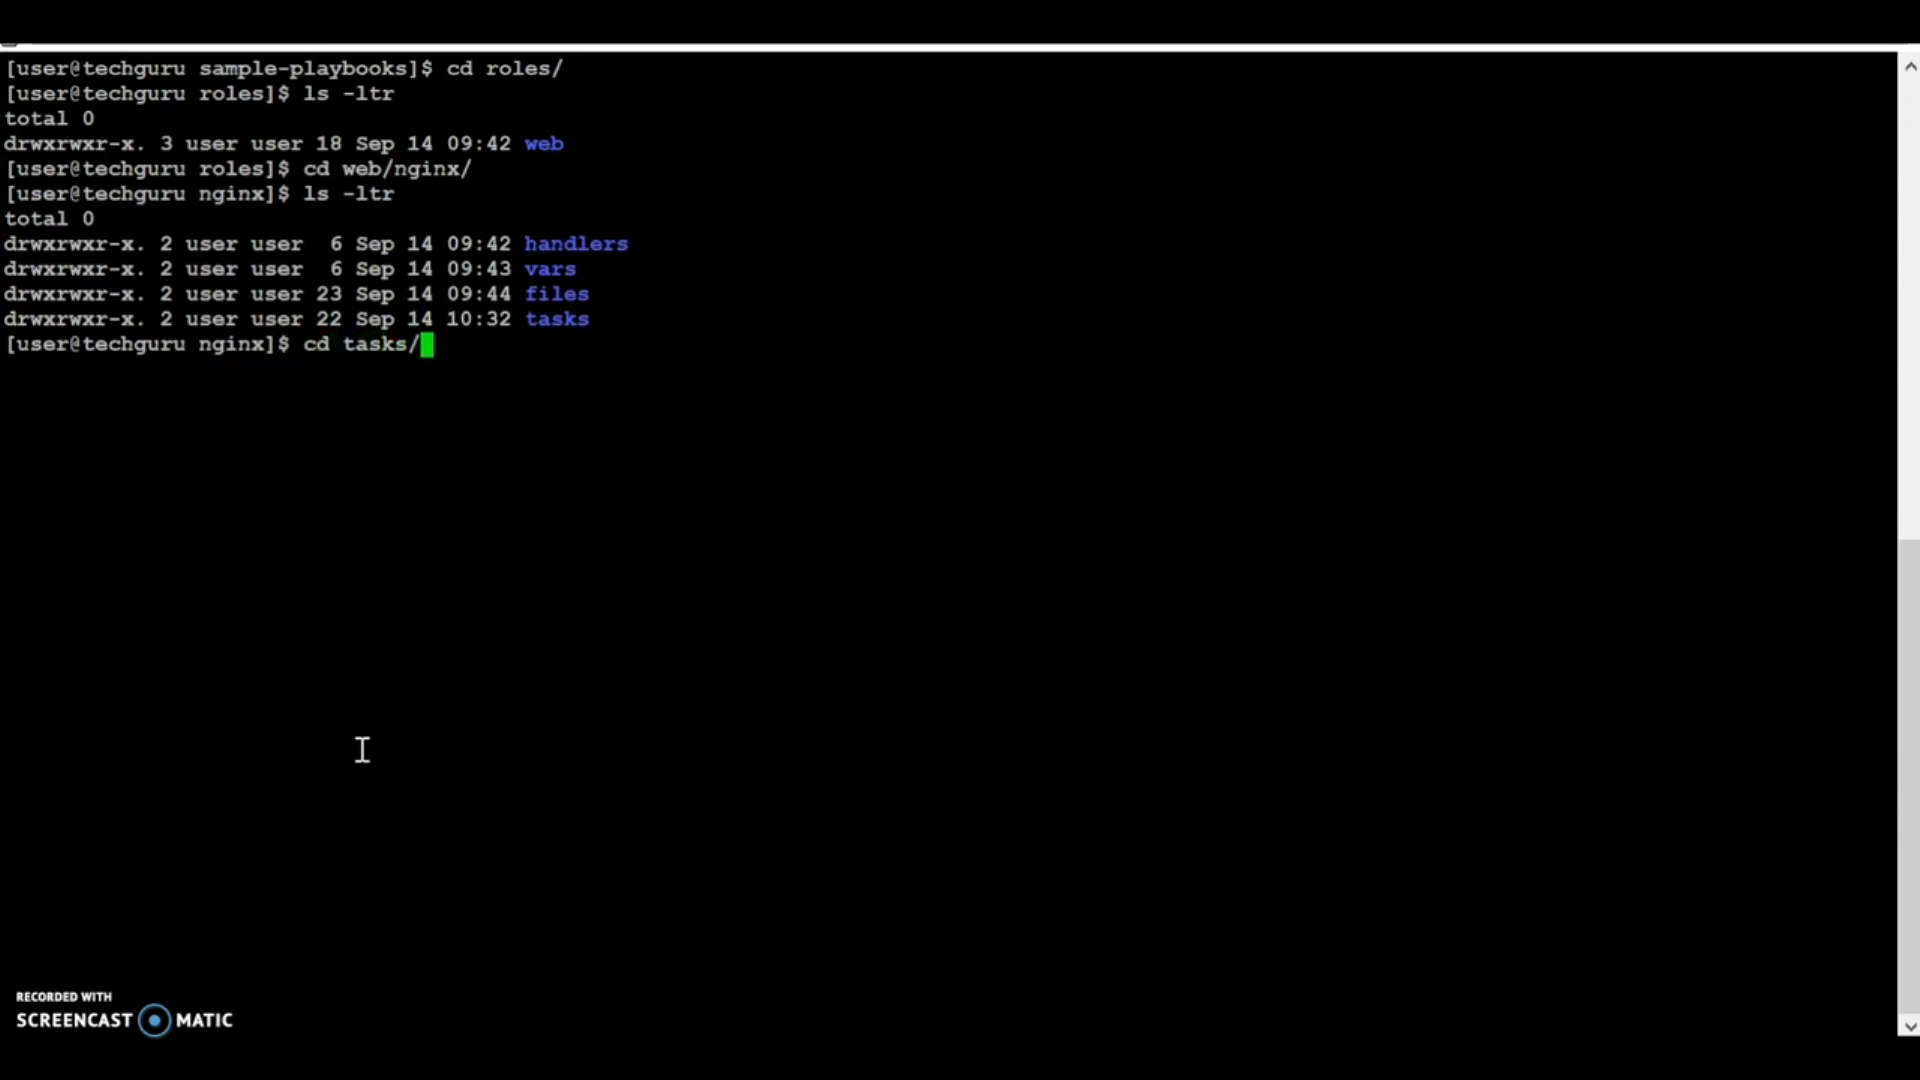 [user@techguru sample-playbooks]$ cd roles/
[user@techguru roles]$ ls -ltr
total 0
drwxrwxr-x. 3 user user 18 Sep 14 09:42 web
[user@techguru roles]$ cd web/nginx/
[user@techguru nginx]$ ls -ltr
total 0
drwxrwxr-x. 2 user user  6 Sep 14 09:42 handlers
drwxrwxr-x. 2 user user  6 Sep 14 09:43 vars
drwxrwxr-x. 2 user user 23 Sep 14 09:44 files
drwxrwxr-x. 2 user user 22 Sep 14 10:32 tasks
[user@techguru nginx]$ cd tasks/
RECORDED WITH
SCREENCAST MATIC